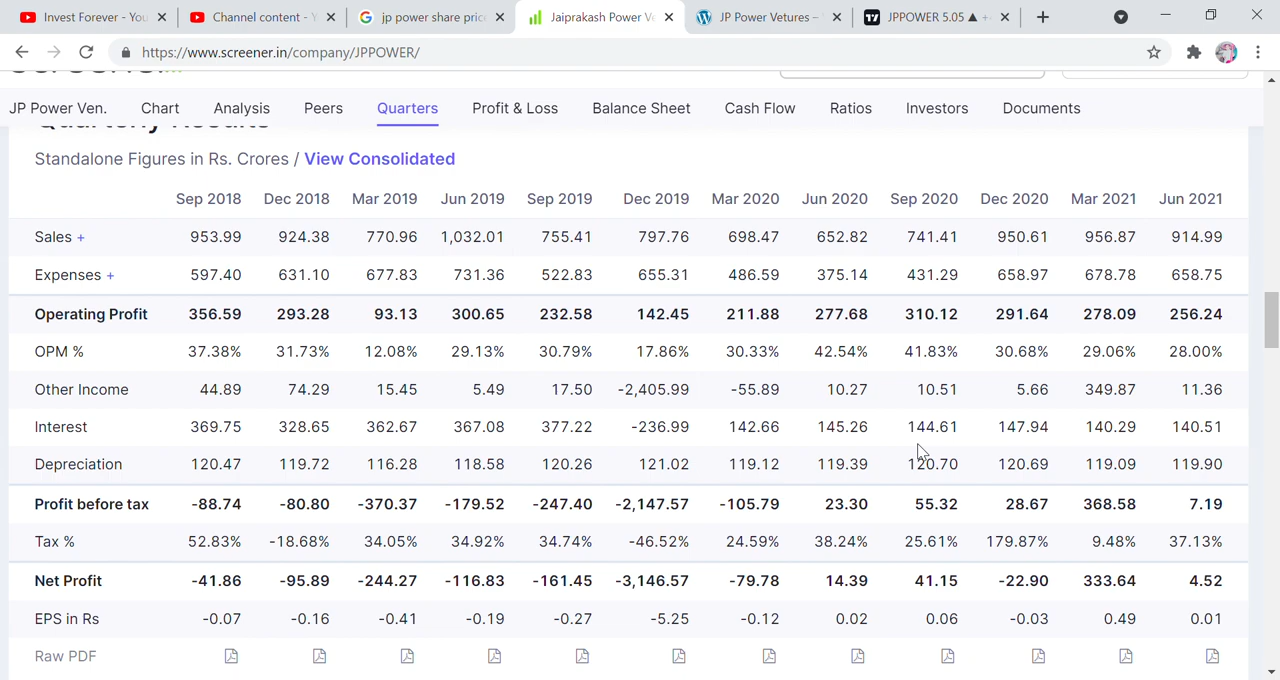 Invest Forever - You
Channel content - Y
jp power share pric
Jaiprakash Power Ve
JP Power Vetures –
JPPOWER 5.05 ▲ +
https://www.screener.in/company/JPPOWER/
JP Power Ven. Chart Analysis Peers Quarters Profit & Loss Balance Sheet Cash Flow Ratios Investors Documents
Quarterly Results
Standalone Figures in Rs. Crores / View Consolidated
Sep 2018 Dec 2018 Mar 2019 Jun 2019 Sep 2019 Dec 2019 Mar 2020 Jun 2020 Sep 2020 Dec 2020 Mar 2021 Jun 2021
Sales + 953.99 924.38 770.96 1,032.01 755.41 797.76 698.47 652.82 741.41 950.61 956.87 914.99
Expenses + 597.40 631.10 677.83 731.36 522.83 655.31 486.59 375.14 431.29 658.97 678.78 658.75
Operating Profit 356.59 293.28 93.13 300.65 232.58 142.45 211.88 277.68 310.12 291.64 278.09 256.24
OPM % 37.38% 31.73% 12.08% 29.13% 30.79% 17.86% 30.33% 42.54% 41.83% 30.68% 29.06% 28.00%
Other Income 44.89 74.29 15.45 5.49 17.50 -2,405.99 -55.89 10.27 10.51 5.66 349.87 11.36
Interest 369.75 328.65 362.67 367.08 377.22 -236.99 142.66 145.26 144.61 147.94 140.29 140.51
Depreciation 120.47 119.72 116.28 118.58 120.26 121.02 119.12 119.39 120.70 120.69 119.09 119.90
Profit before tax -88.74 -80.80 -370.37 -179.52 -247.40 -2,147.57 -105.79 23.30 55.32 28.67 368.58 7.19
Tax % 52.83% -18.68% 34.05% 34.92% 34.74% -46.52% 24.59% 38.24% 25.61% 179.87% 9.48% 37.13%
Net Profit -41.86 -95.89 -244.27 -116.83 -161.45 -3,146.57 -79.78 14.39 41.15 -22.90 333.64 4.52
EPS in Rs -0.07 -0.16 -0.41 -0.19 -0.27 -5.25 -0.12 0.02 0.06 -0.03 0.49 0.01
Raw PDF